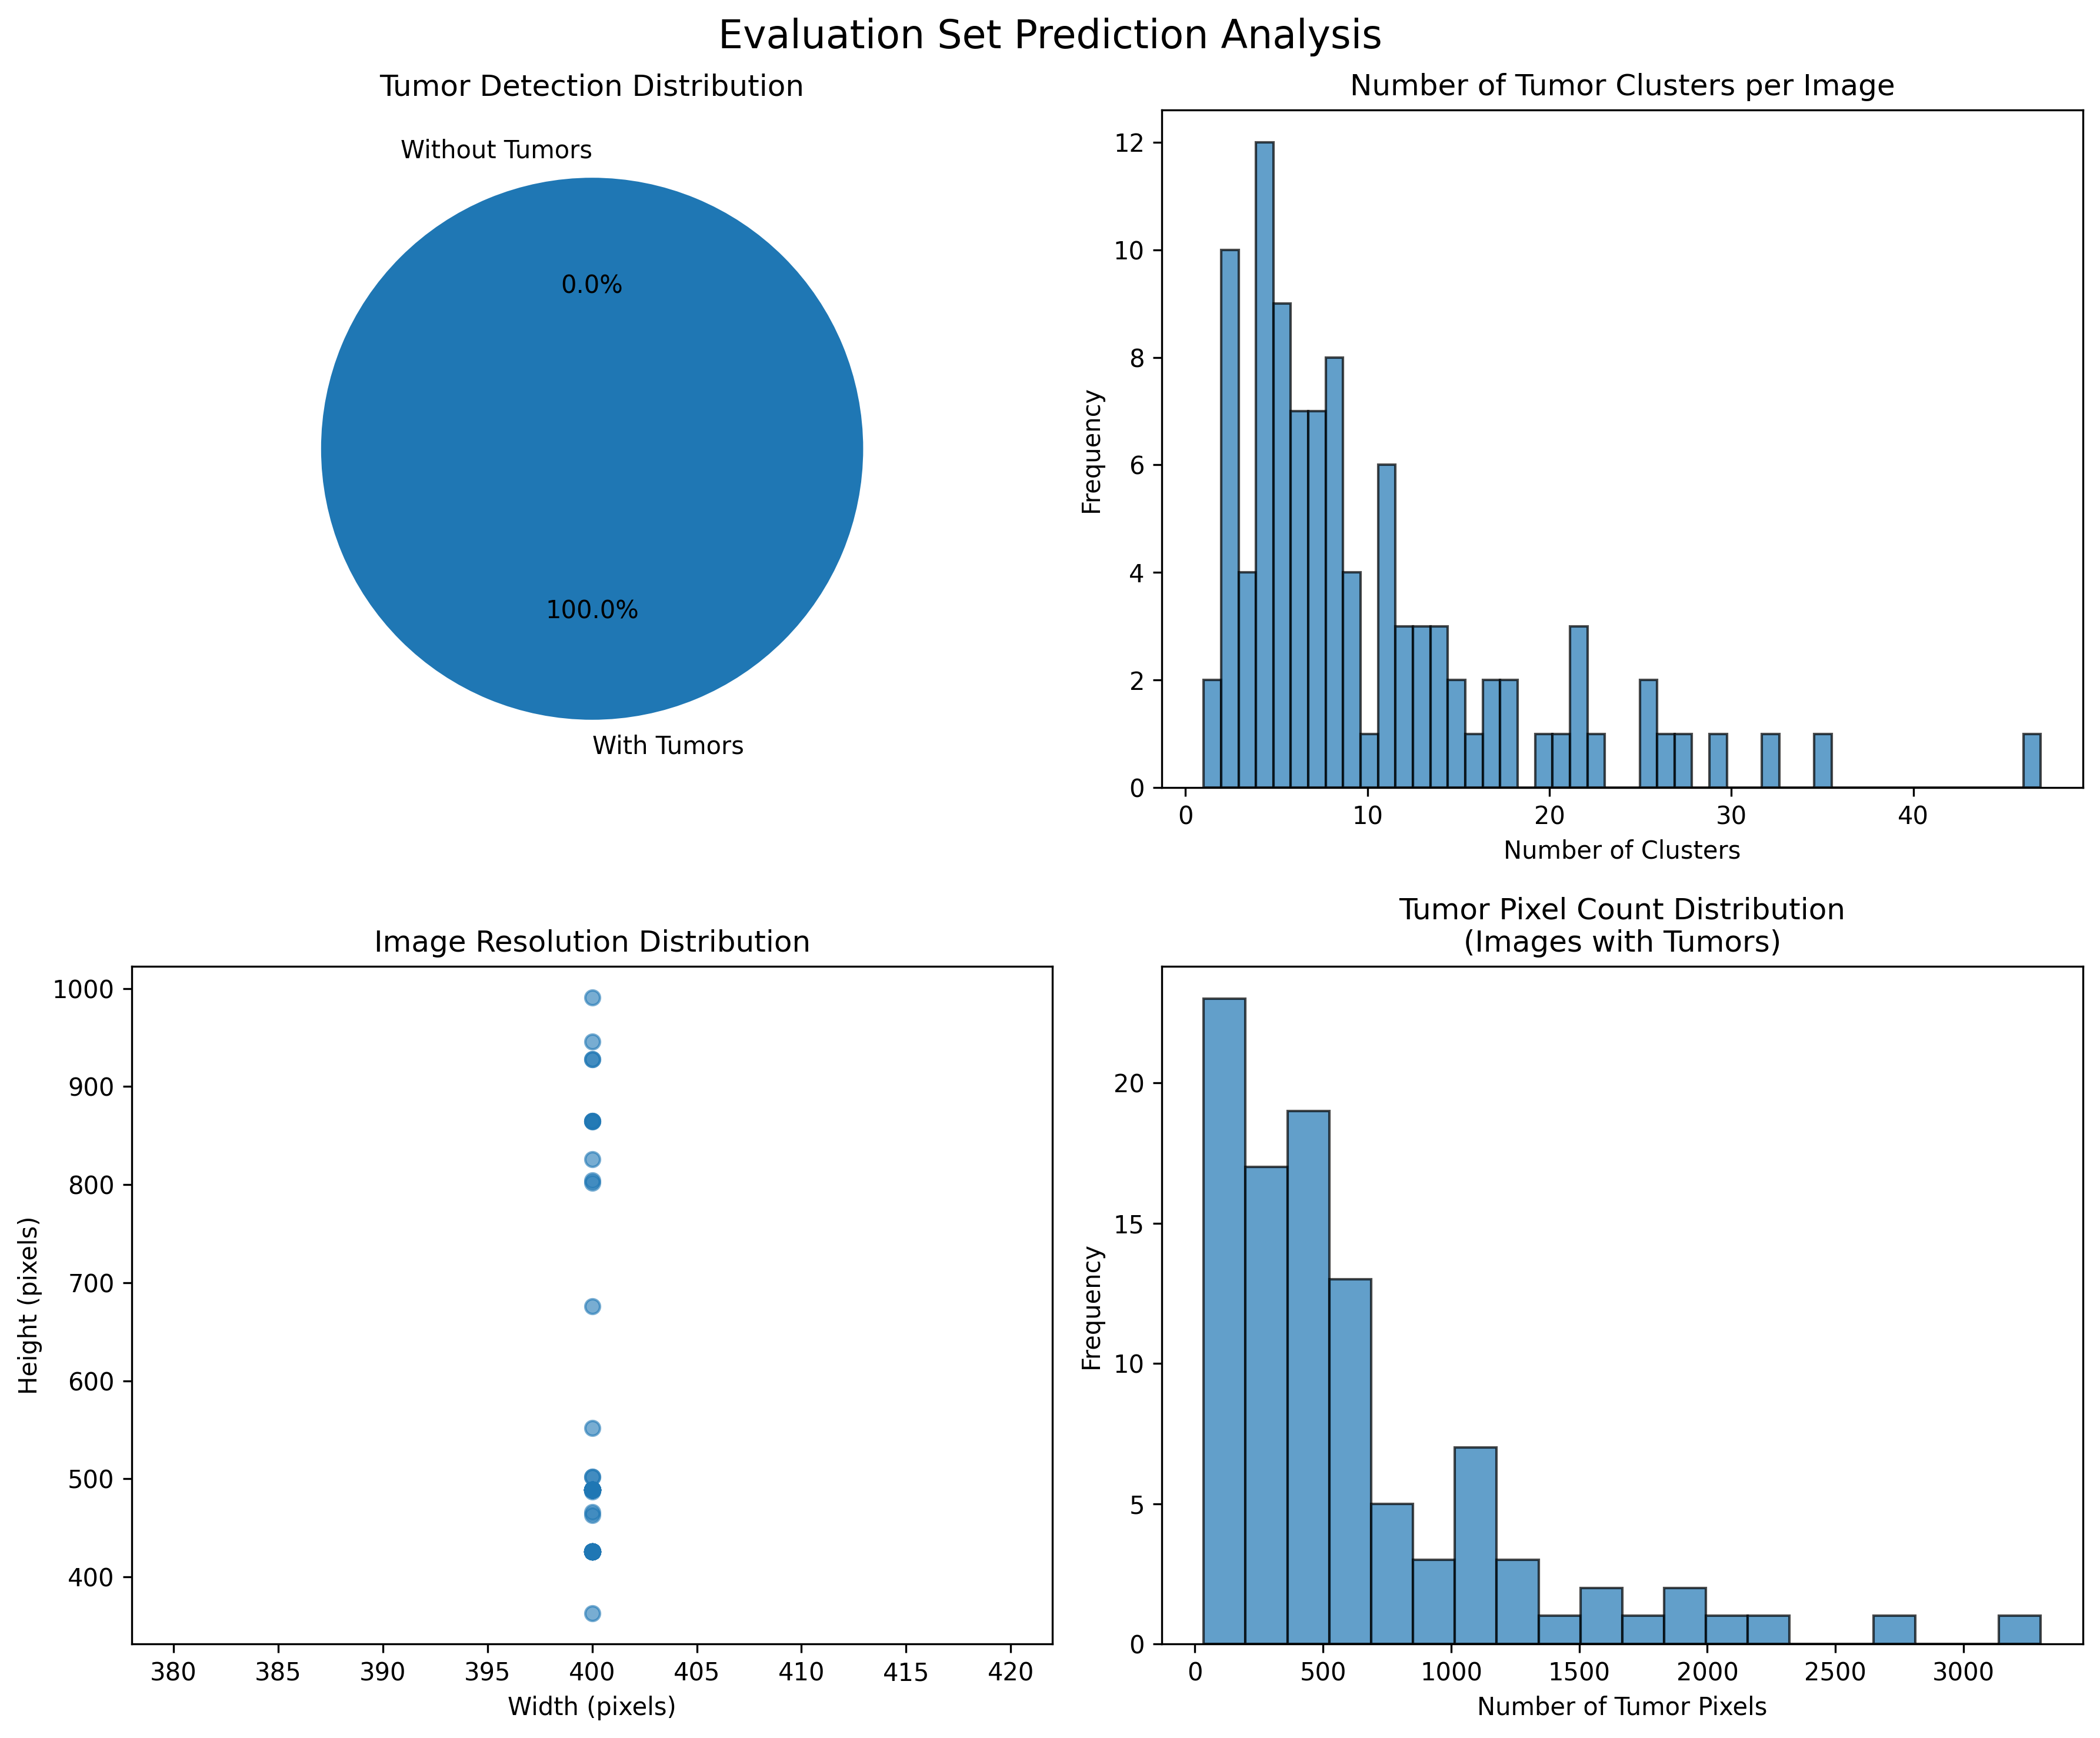 Evaluation Set Prediction Analysis
Tumor Detection Distribution
Without Tumors
0.0%
100.0%
With Tumors
Number of Tumor Clusters per Image
12
10
8
6
4
2
0
Frequency
0 10 20 30 40
Number of Clusters
Image Resolution Distribution
1000
900
800
700
600
500
400
Height (pixels)
380 385 390 395 400 405 410 415 420
Width (pixels)
Tumor Pixel Count Distribution
(Images with Tumors)
20
15
10
5
0
Frequency
0 500 1000 1500 2000 2500 3000
Number of Tumor Pixels